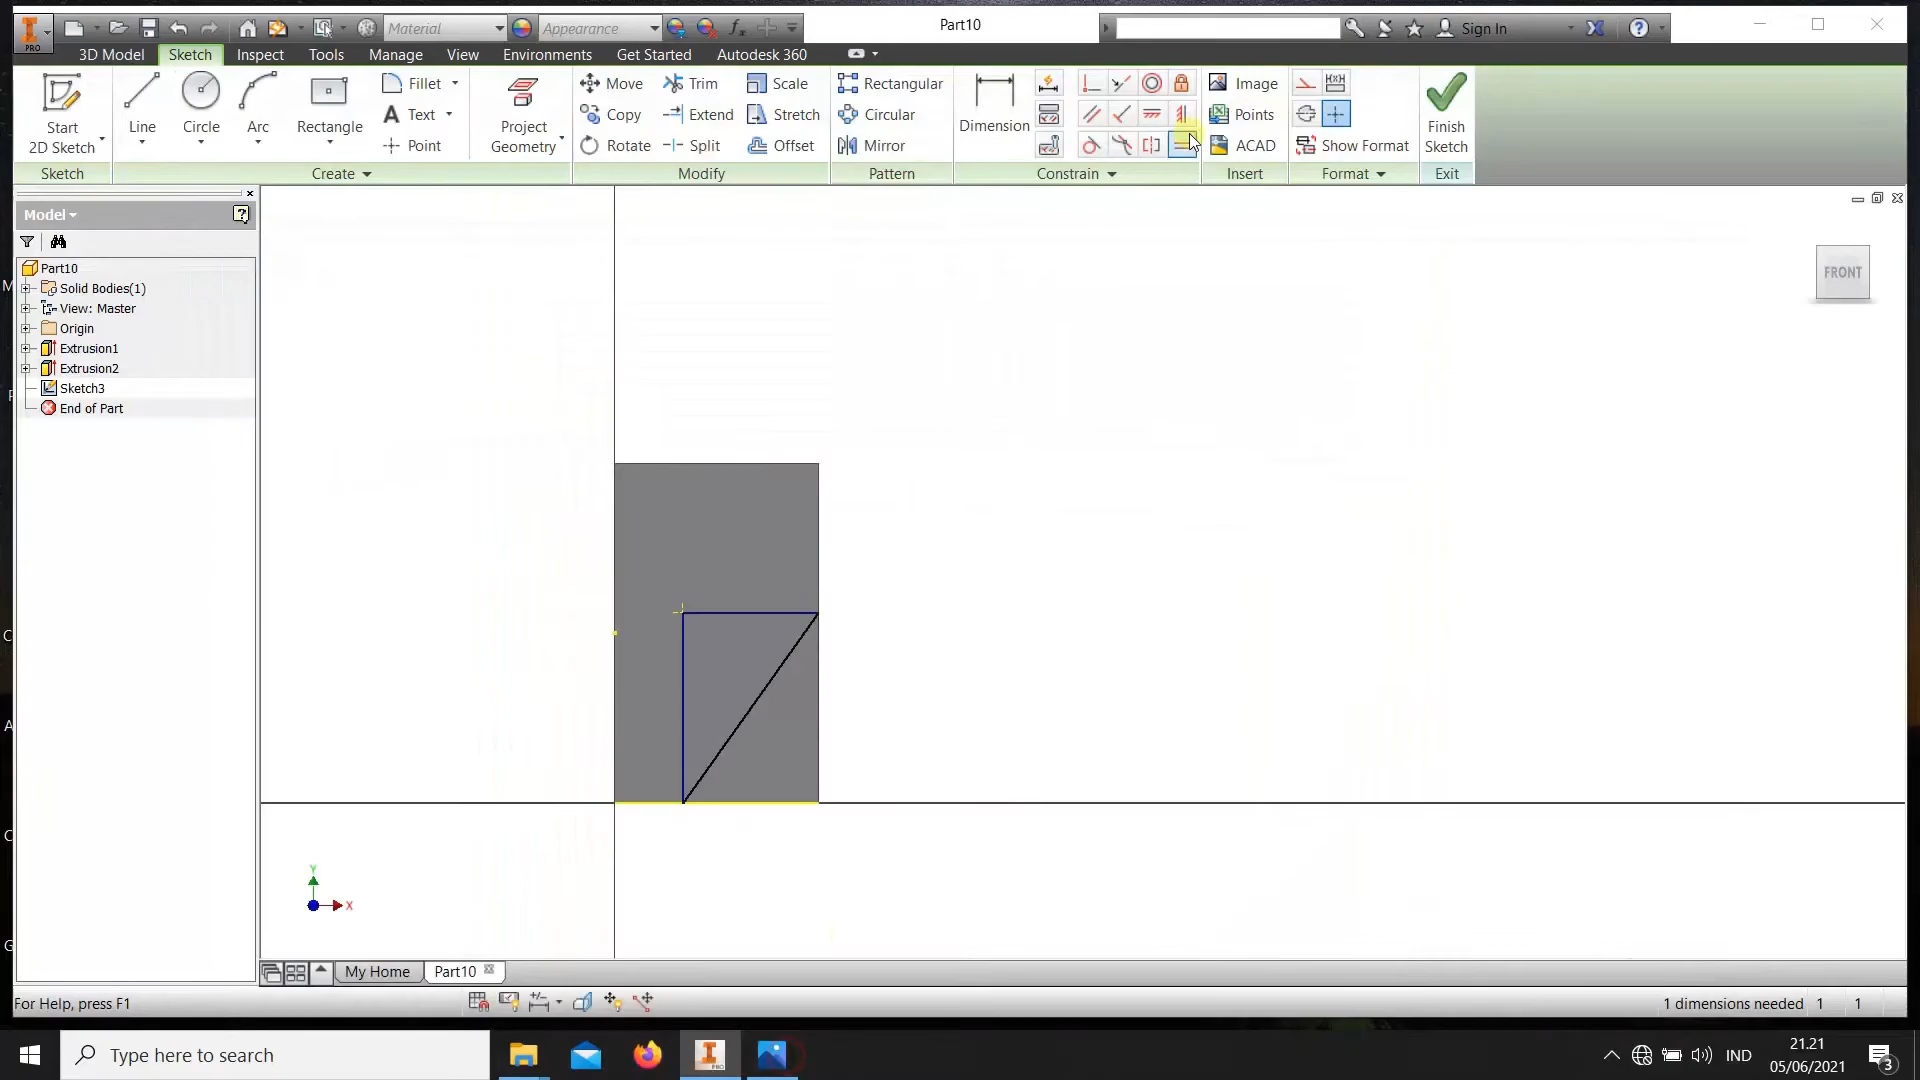 PRO
Material
Appearance
Part10
Sign In
3D Model
Sketch
Inspect
Tools
Manage
View
Environments
Get Started
Autodesk 360
Start
2D Sketch
Line
Circle
Arc
Rectangle
Fillet
Text
Point
Project
Geometry
Move
Copy
Rotate
Trim
Extend
Split
Scale
Stretch
Offset
Rectangular
Circular
Mirror
Dimension
Image
Points
ACAD
Show Format
Finish
Sketch
Sketch
Create
Modify
Pattern
Constrain
Insert
Format
Exit
Model
Part10
Solid Bodies(1)
View: Master
Origin
Extrusion1
Extrusion2
Sketch3
End of Part
FRONT
Y
X
My Home
Part10
For Help, press F1
1 dimensions needed 1 1
Type here to search
IND
21.21
05/06/2021
3